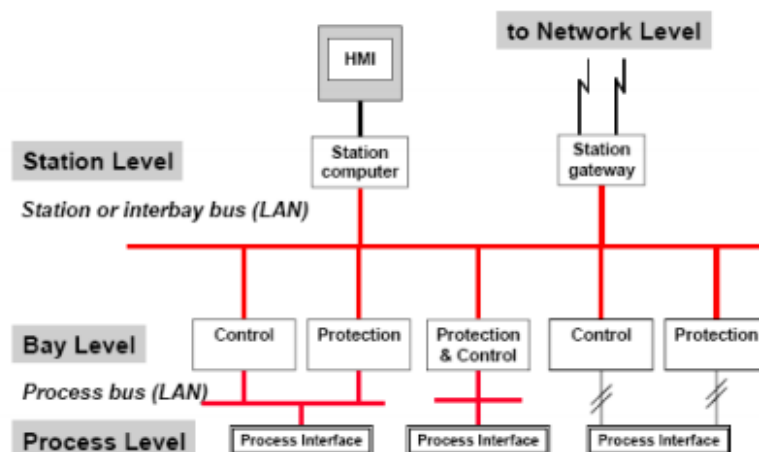 HMI
to Network Level
Station Level
Station
computer
Station
gateway
Station or interbay bus (LAN)
Bay Level
Control
Protection
Protection
& Control
Control
Protection
Process bus (LAN)
Process Level
Process Interface
Process Interface
Process Interface